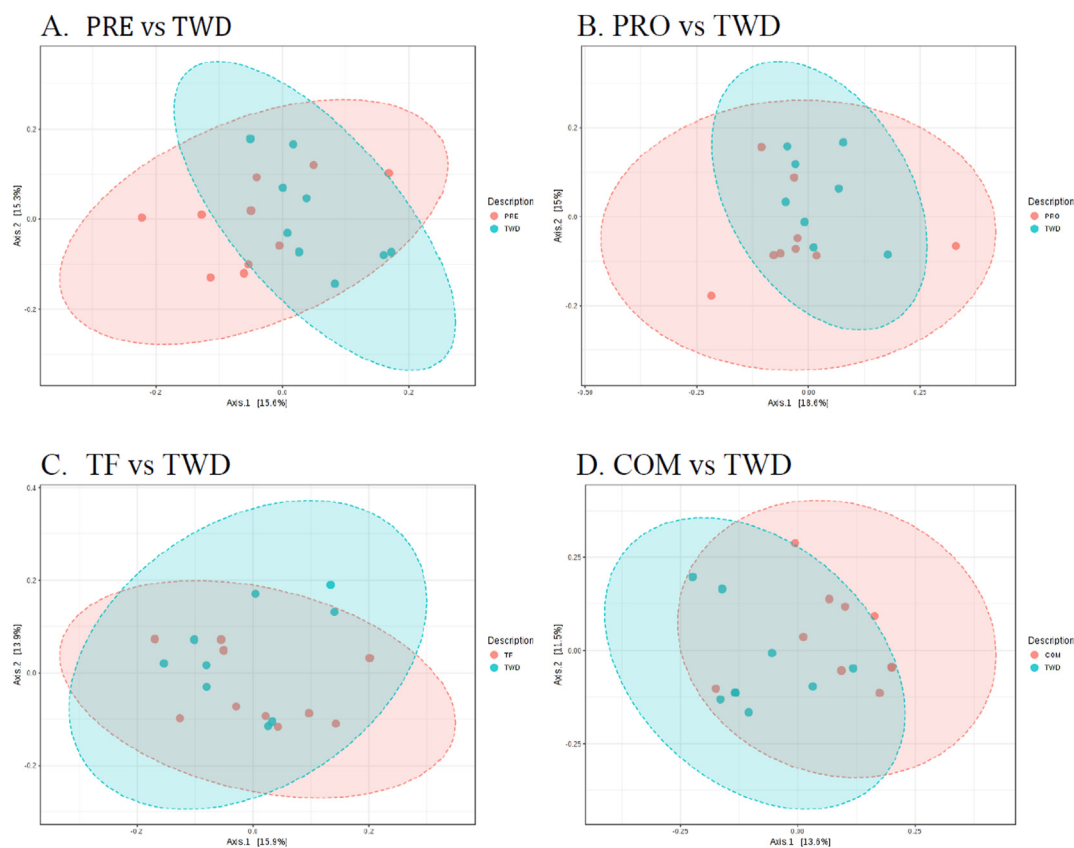 A. PRE vs TWD
0.2
0.0
-0.2
Axis.2 [15.3%]
-0.2
0.0
0.2
Axis.1 [15.6%]
Description
PRE
TWD
B. PRO vs TWD
0.2
0.0
-0.2
Axis.2 [15%]
-0.50
-0.25
0.00
0.25
Axis.1 [18.6%]
Description
PRO
TWD
C. TF vs TWD
0.4
0.2
0.0
-0.2
Axis.2 [13.9%]
0.0
0.2
Axis.1 [15.9%]
Description
TF
TWD
D. COM vs TWD
0.25
0.00
-0.25
Axis.2 [11.5%]
-0.25
0.00
0.25
Axis.1 [13.6%]
Description
COM
TWD